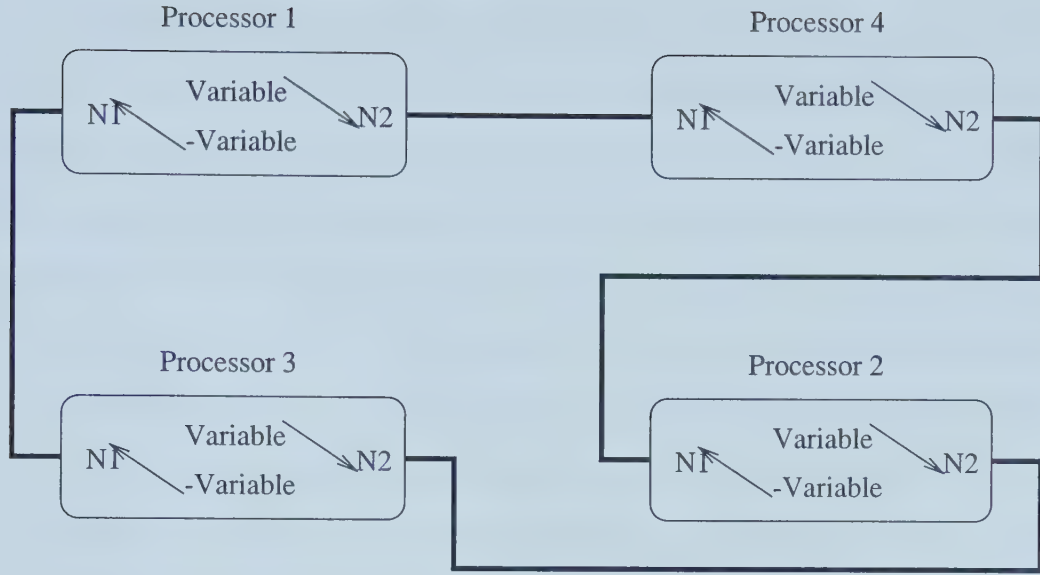 Processor 1
Variable
N1
N2
-Variable
Processor 4
Variable
N1
N2
-Variable
Processor 3
Variable
N1
N2
-Variable
Processor 2
Variable
N1
N2
-Variable